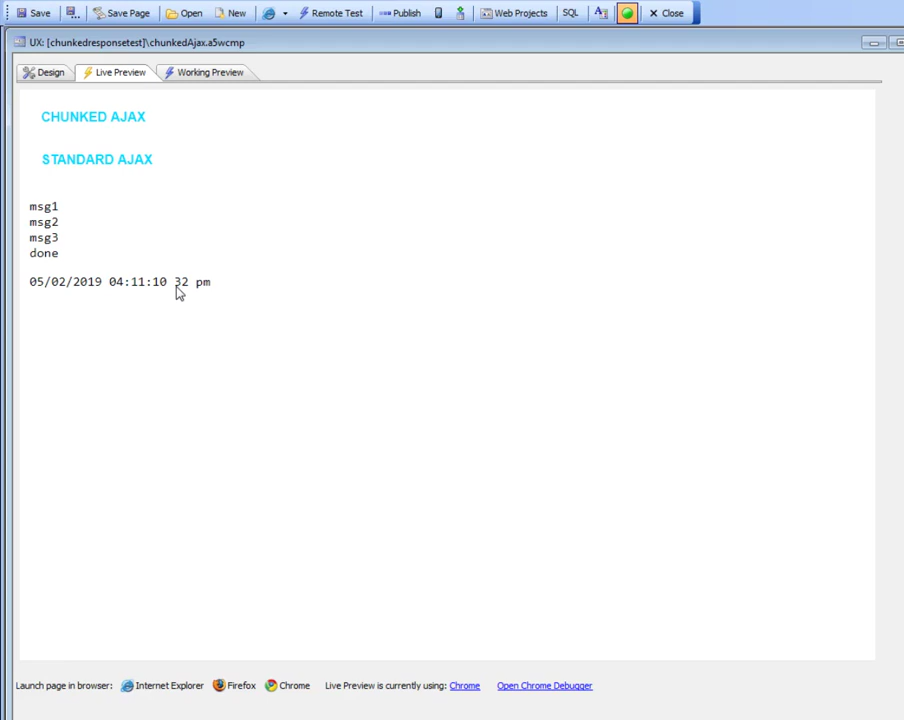 Save Save Page Open New Remote Test Publish Web Projects SQL Close
UX: [chunkedresponsetest]\chunkedAjax.a5wcmp
Design Live Preview Working Preview
CHUNKED AJAX
STANDARD AJAX
msg1
msg2
msg3
done
05/02/2019 04:11:10 32 pm
Launch page in browser: Internet Explorer Firefox Chrome Live Preview is currently using: Chrome Open Chrome Debugger